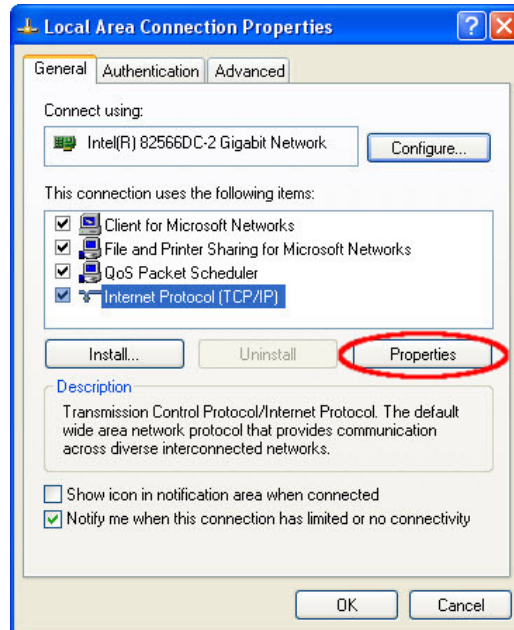 Local Area Connection Properties
General Authentication Advanced
Connect using:
Intel(R) 82566DC-2 Gigabit Network
Configure...
This connection uses the following items:
Client for Microsoft Networks
File and Printer Sharing for Microsoft Networks
QoS Packet Scheduler
Internet Protocol (TCP/IP)
Install... Uninstall Properties
Description
Transmission Control Protocol/Internet Protocol. The default
wide area network protocol that provides communication
across diverse interconnected networks.
Show icon in notification area when connected
Notify me when this connection has limited or no connectivity
OK Cancel